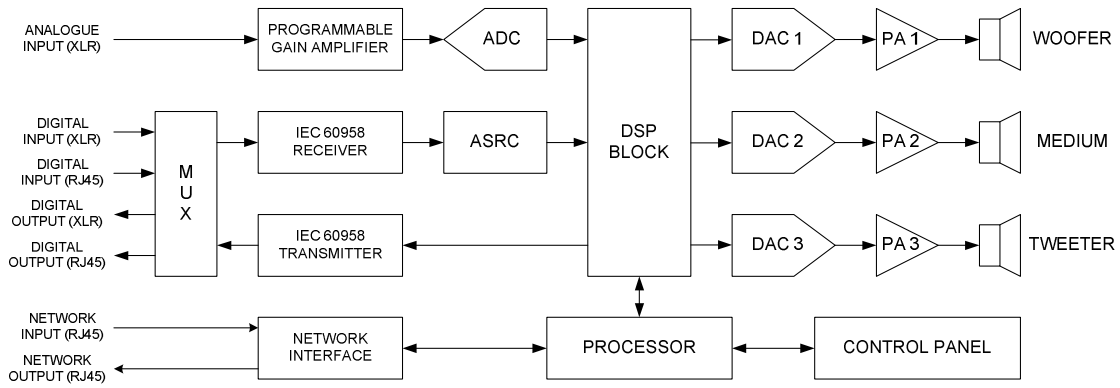 ANALOGUE
INPUT (XLR)
PROGRAMMABLE
GAIN AMPLIFIER
ADC
DAC 1
PA 1
WOOFER
DIGITAL
INPUT (XLR)
DIGITAL
INPUT (RJ45)
DIGITAL
OUTPUT (XLR)
DIGITAL
OUTPUT (RJ45)
M
U
X
IEC 60958
RECEIVER
ASRC
DSP
BLOCK
DAC 2
PA 2
MEDIUM
IEC 60958
TRANSMITTER
DAC 3
PA 3
TWEETER
NETWORK
INPUT (RJ45)
NETWORK
OUTPUT (RJ45)
NETWORK
INTERFACE
PROCESSOR
CONTROL PANEL